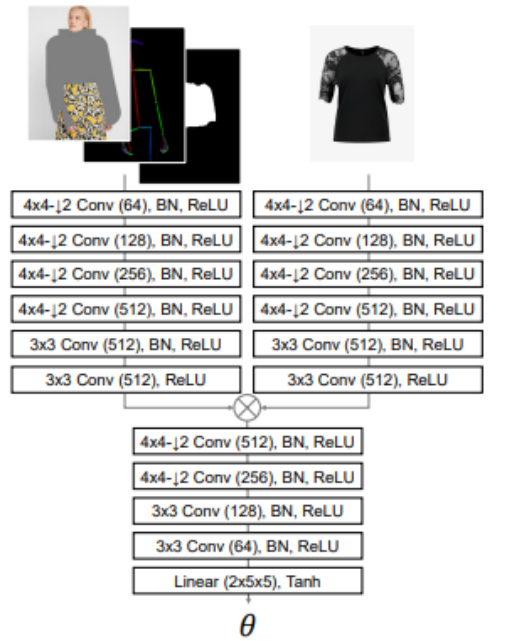 4x4-↓2 Conv (64), BN, ReLU
4x4-↓2 Conv (128), BN, ReLU
4x4-↓2 Conv (256), BN, ReLU
4x4-↓2 Conv (512), BN, ReLU
3x3 Conv (512), BN, ReLU
3x3 Conv (512), ReLU
4x4-↓2 Conv (64), BN, ReLU
4x4-↓2 Conv (128), BN, ReLU
4x4-↓2 Conv (256), BN, ReLU
4x4-↓2 Conv (512), BN, ReLU
3x3 Conv (512), BN, ReLU
3x3 Conv (512), ReLU
4x4-↓2 Conv (512), BN, ReLU
4x4-↓2 Conv (256), BN, ReLU
3x3 Conv (128), BN, ReLU
3x3 Conv (64), BN, ReLU
Linear (2x5x5), Tanh
θ